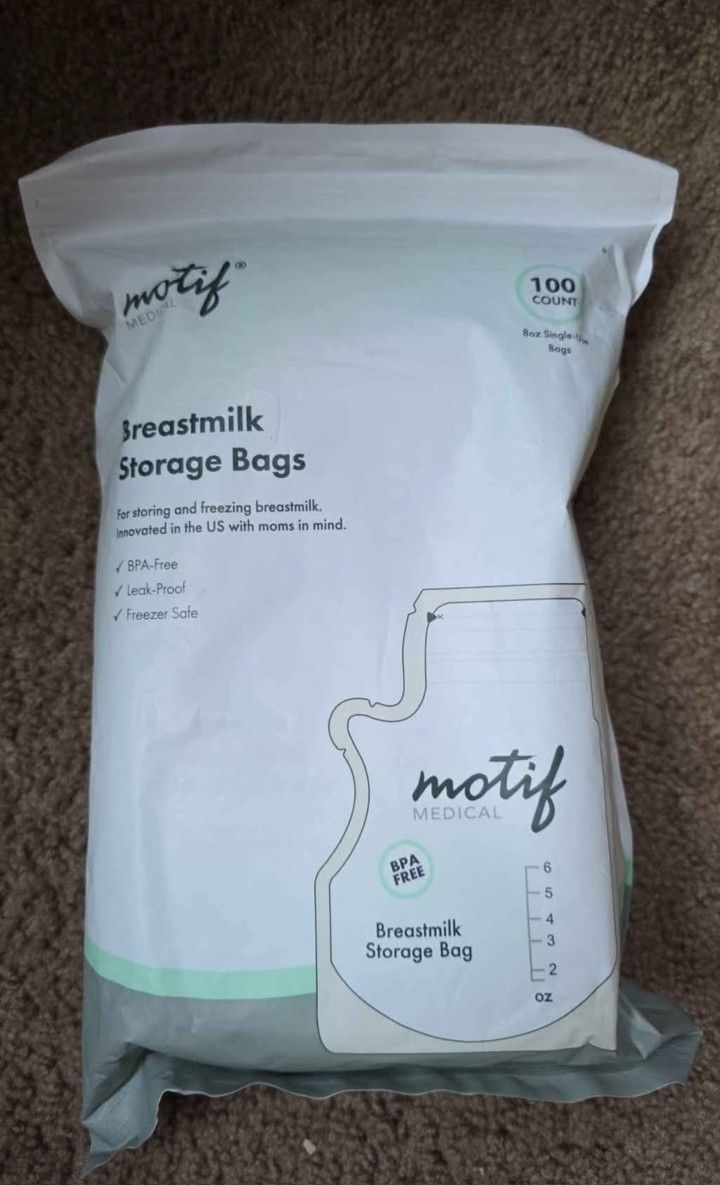 motif®
MEDICAL
100
COUNT
8oz Single-Use
Bags
Breastmilk
Storage Bags
For storing and freezing breastmilk.
Innovated in the US with moms in mind.
✓ BPA-Free
✓ Leak-Proof
✓ Freezer Safe
motif
MEDICAL
BPA
FREE
Breastmilk
Storage Bag
6
5
4
3
2
oz